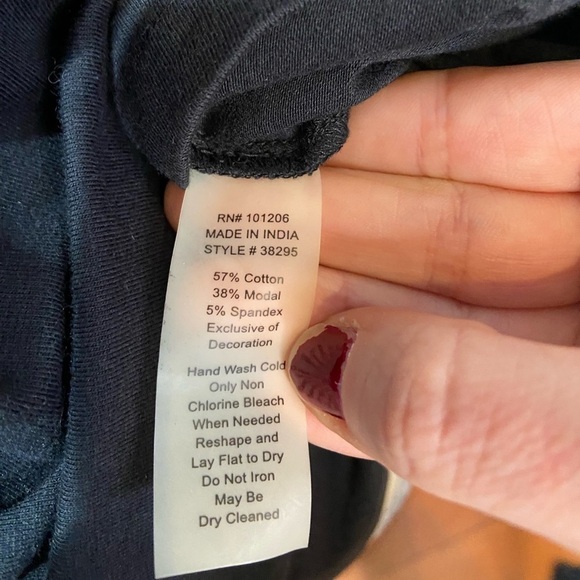 RN# 101206
MADE IN INDIA
STYLE # 38295
57% Cotton
38% Modal
5% Spandex
Exclusive of
Decoration
Hand Wash Cold
Only Non
Chlorine Bleach
When Needed
Reshape and
Lay Flat to Dry
Do Not Iron
May Be
Dry Cleaned